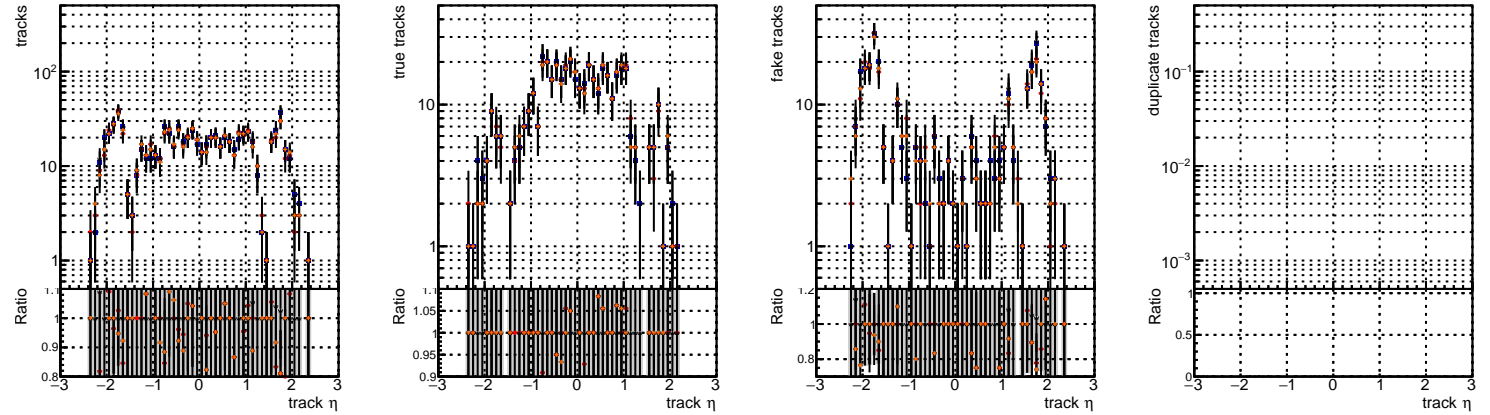 tracks
10²
10
1
Ratio
1.1
1
0.9
0.8
−3 −2 −1 0 1 2 3
track η
true tracks
10
1
Ratio
1.05
1
0.95
0.9
−3 −2 −1 0 1 2 3
track η
fake tracks
10
1
Ratio
1.2
1
0.8
−3 −2 −1 0 1 2 3
track η
duplicate tracks
10⁻¹
10⁻²
10⁻³
Ratio
1
0.5
0
−3 −2 −1 0 1 2 3
track η